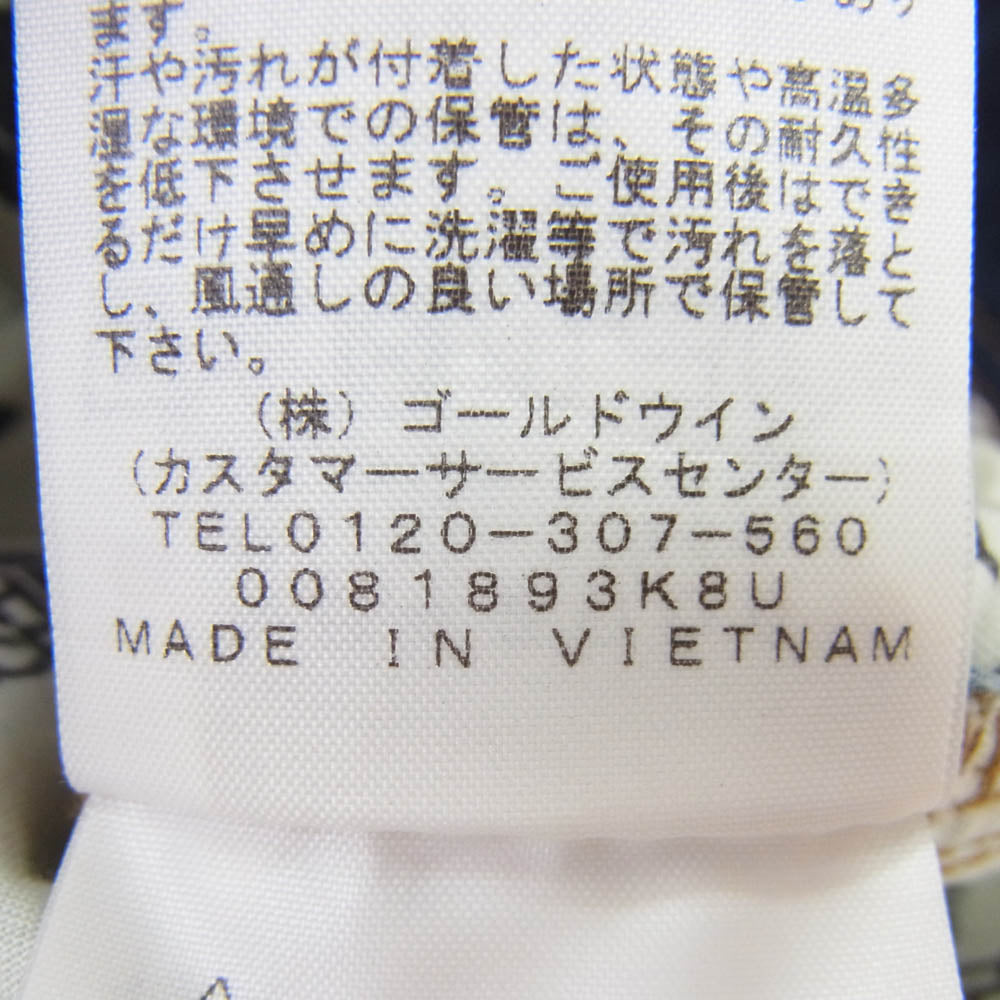 ます。
汗や汚れが付着した状態や高温多
湿な環境での保管は、その耐久性
を低下させます。ご使用後はできる
るだけ早めに洗濯等で汚れを落と
し、風通しの良い場所で保管して
下さい。
(株) ゴールドウイン
(カスタマーサービスセンター)
TEL0120-307-560
0081893K8U
MADE IN VIETNAM